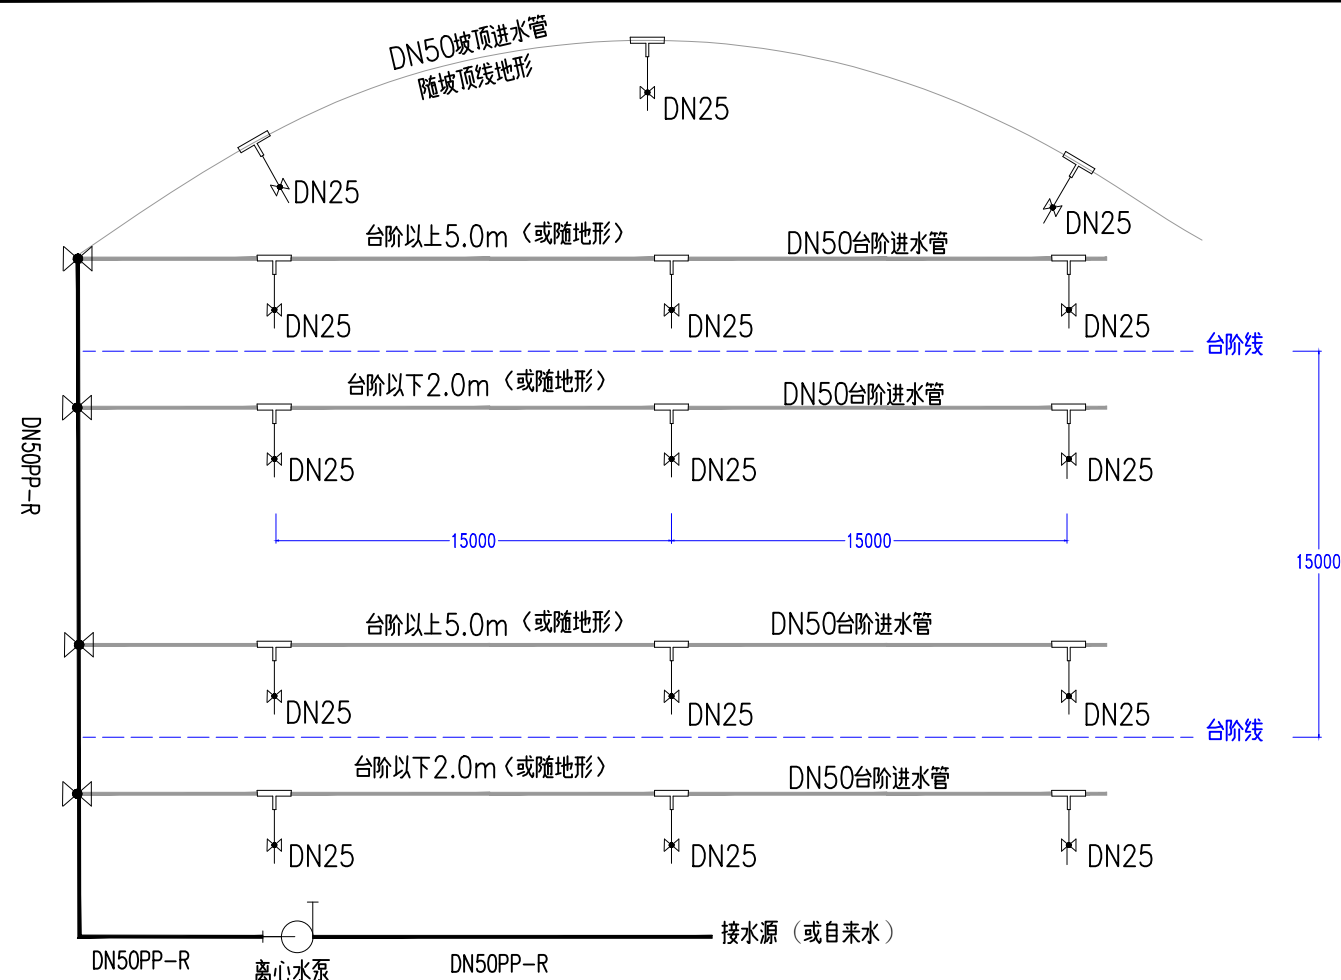 DN50坡顶进水管
随坡顶线地形
DN25
DN25
DN25
台阶以上5.0m（或随地形）
DN50台阶进水管
DN25
DN25
DN25
台阶线
台阶以下2.0m（或随地形）
DN50台阶进水管
DN50PP-R
DN25
DN25
DN25
15000
15000
15000
台阶以上5.0m（或随地形）
DN50台阶进水管
DN25
DN25
DN25
台阶线
台阶以下2.0m（或随地形）
DN50台阶进水管
DN25
DN25
DN25
接水源（或自来水）
DN50PP-R
离心水泵
DN50PP-R